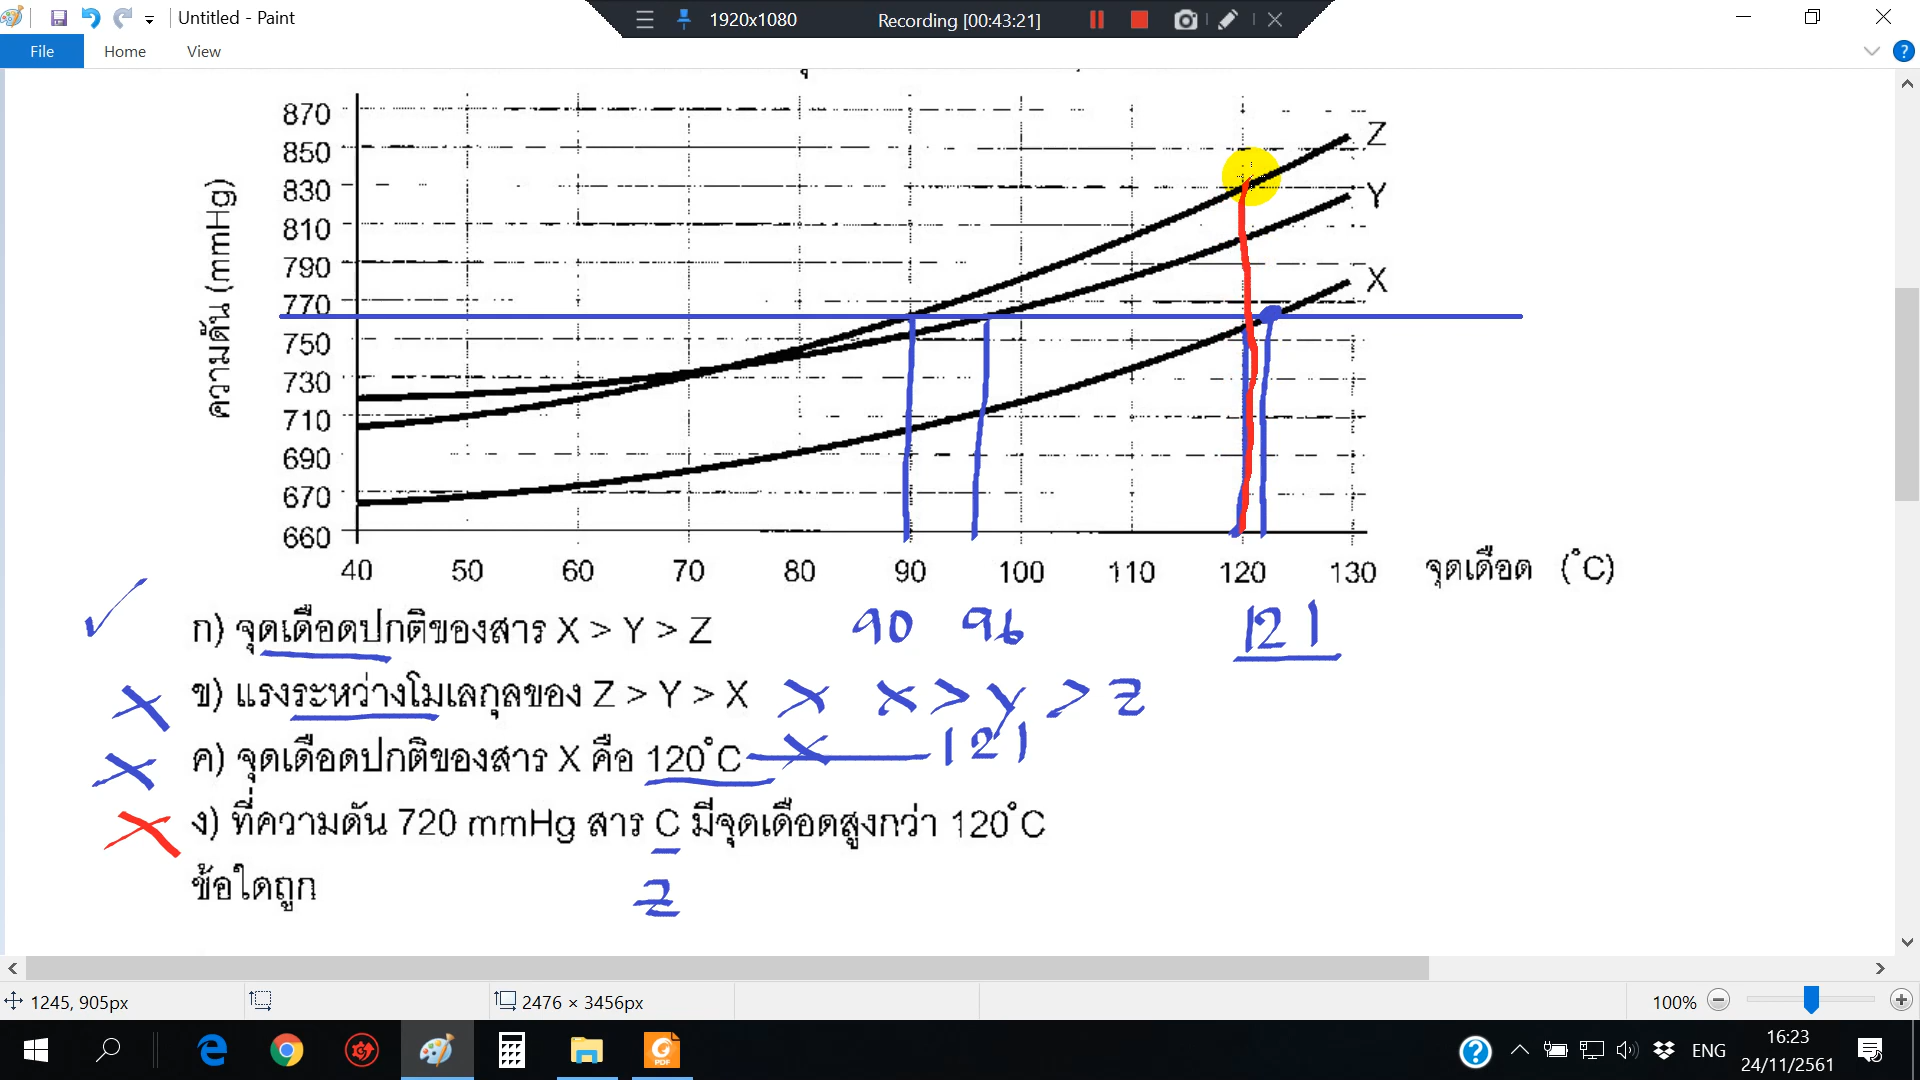 Untitled - Paint
1920x1080
Recording [00:43:21]
File Home View
870
850
830
810
790
770
750
730
710
690
670
660
ความดัน (mmHg)
Z
Y
X
40 50 60 70 80 90 100 110 120 130 จุดเดือด (°C)
90 96 121
ก) จุดเดือดปกติของสาร X > Y > Z
ข) แรงระหว่างโมเลกุลของ Z > Y > X X X > Y > Z
ค) จุดเดือดปกติของสาร X คือ 120°C X 121
ง) ที่ความดัน 720 mmHg สาร C มีจุดเดือดสูงกว่า 120°C
Z
ข้อใดถูก
1245, 905px
2476 × 3456px
100%
PDF
ENG
16:23
24/11/2561